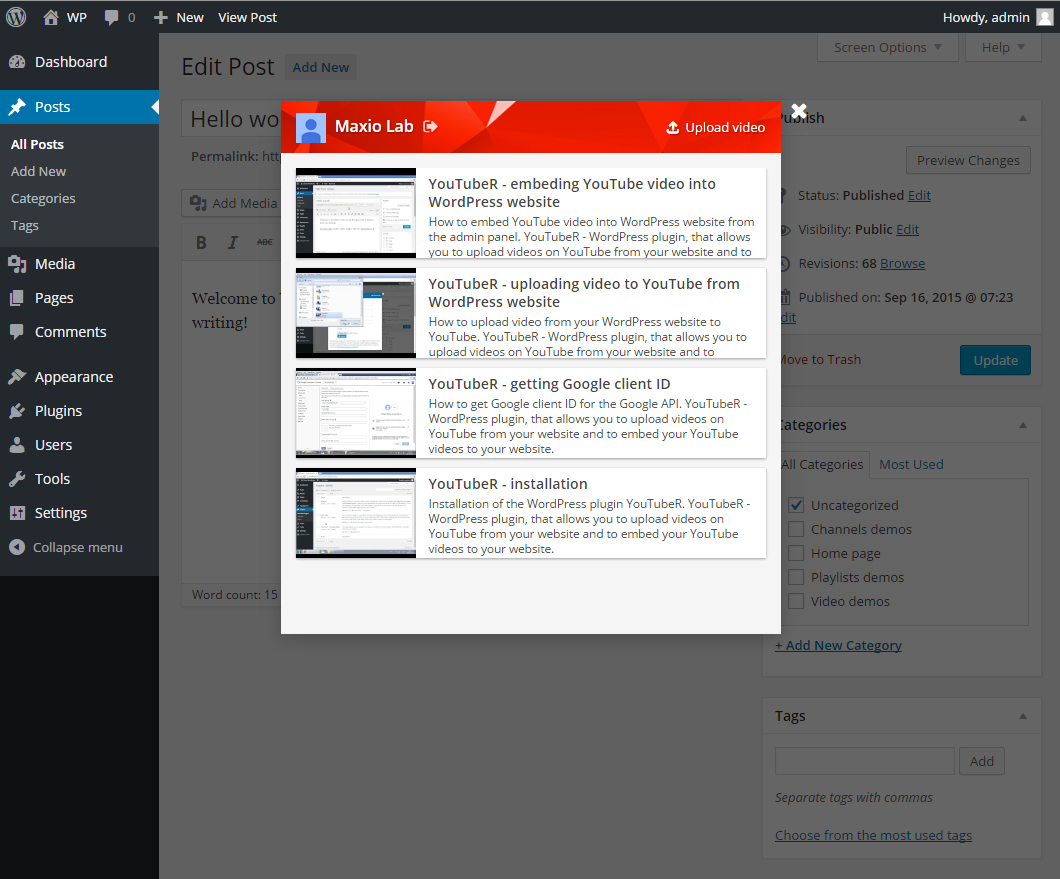 WP 0 New View Post Howdy, admin
Dashboard
Posts
All Posts
Add New
Categories
Tags
Media
Pages
Comments
Appearance
Plugins
Users
Tools
Settings
Collapse menu
Screen Options Help
Edit Post Add New
Hello wo
Permalink:
Add Media
B I ABC
Welcome to
writing!
Word count: 15
Maxio Lab Upload video
YouTubeR - embeding YouTube video into
WordPress website
How to embed YouTube video into WordPress website from
the admin panel. YouTubeR - WordPress plugin, that allows
you to upload videos on YouTube from your website and to
YouTubeR - uploading video to YouTube from
WordPress website
How to upload video from your WordPress website to
YouTube. YouTubeR - WordPress plugin, that allows you to
upload videos on YouTube from your website and to
YouTubeR - getting Google client ID
How to get Google client ID for the Google API. YouTubeR -
WordPress plugin, that allows you to upload videos on
YouTube from your website and to embed your YouTube
videos to your website.
YouTubeR - installation
Installation of the WordPress plugin YouTubeR. YouTubeR -
WordPress plugin, that allows you to upload videos on
YouTube from your website and to embed your YouTube
videos to your website.
Publish
Preview Changes
Status: Published Edit
Visibility: Public Edit
Revisions: 68 Browse
Published on: Sep 16, 2015 @ 07:23
dit
Move to Trash Update
Categories
All Categories Most Used
Uncategorized
Channels demos
Home page
Playlists demos
Video demos
+ Add New Category
Tags
Add
Separate tags with commas
Choose from the most used tags